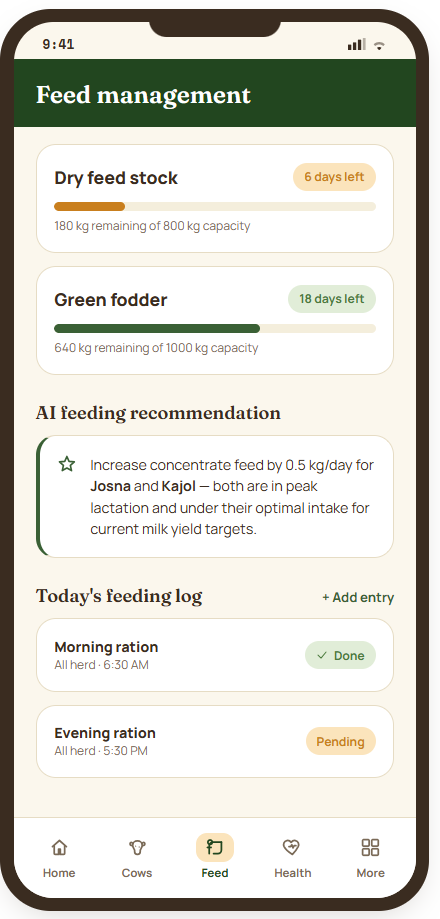 9:41
Feed management
Dry feed stock
6 days left
180 kg remaining of 800 kg capacity
Green fodder
18 days left
640 kg remaining of 1000 kg capacity
AI feeding recommendation
Increase concentrate feed by 0.5 kg/day for
Josna and Kajol — both are in peak
lactation and under their optimal intake for
current milk yield targets.
Today's feeding log
+ Add entry
Morning ration
All herd · 6:30 AM
Done
Evening ration
All herd · 5:30 PM
Pending
Home
Cows
Feed
Health
More